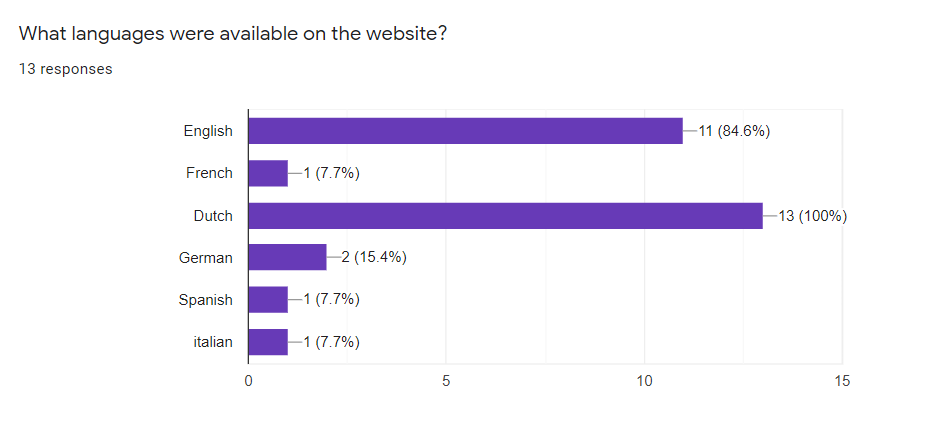 What languages were available on the website?
13 responses
English 11 (84.6%)
French 1 (7.7%)
Dutch 13 (100%)
German 2 (15.4%)
Spanish 1 (7.7%)
italian 1 (7.7%)
0 5 10 15